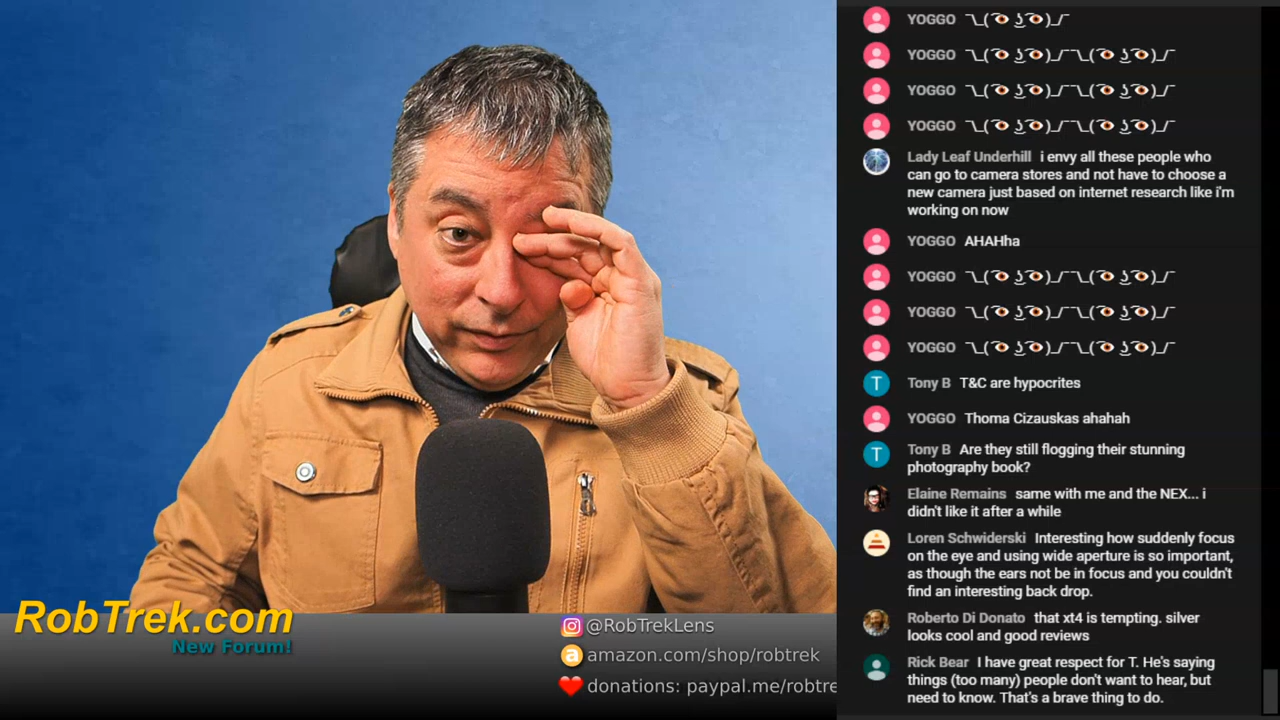 RobTrek.com
New Forum!
@RobTrekLens
amazon.com/shop/robtrek
donations: paypal.me/robtre
YOGGO ¯\_(👁 ͜ʖ👁)_/¯
YOGGO ¯\_(👁 ͜ʖ👁)_/¯¯\_(👁 ͜ʖ👁)_/¯
YOGGO ¯\_(👁 ͜ʖ👁)_/¯¯\_(👁 ͜ʖ👁)_/¯
YOGGO ¯\_(👁 ͜ʖ👁)_/¯¯\_(👁 ͜ʖ👁)_/¯
Lady Leaf Underhill i envy all these people who
can go to camera stores and not have to choose a
new camera just based on internet research like i'm
working on now
YOGGO AHAHha
YOGGO ¯\_(👁 ͜ʖ👁)_/¯¯\_(👁 ͜ʖ👁)_/¯
YOGGO ¯\_(👁 ͜ʖ👁)_/¯¯\_(👁 ͜ʖ👁)_/¯
YOGGO ¯\_(👁 ͜ʖ👁)_/¯¯\_(👁 ͜ʖ👁)_/¯
T
Tony B T&C are hypocrites
YOGGO Thoma Cizauskas ahahah
T
Tony B Are they still flogging their stunning
photography book?
Elaine Remains same with me and the NEX... i
didn't like it after a while
Loren Schwiderski Interesting how suddenly focus
on the eye and using wide aperture is so important,
as though the ears not be in focus and you couldn't
find an interesting back drop.
Roberto Di Donato that xt4 is tempting. silver
looks cool and good reviews
Rick Bear I have great respect for T. He's saying
things (too many) people don't want to hear, but
need to know. That's a brave thing to do.